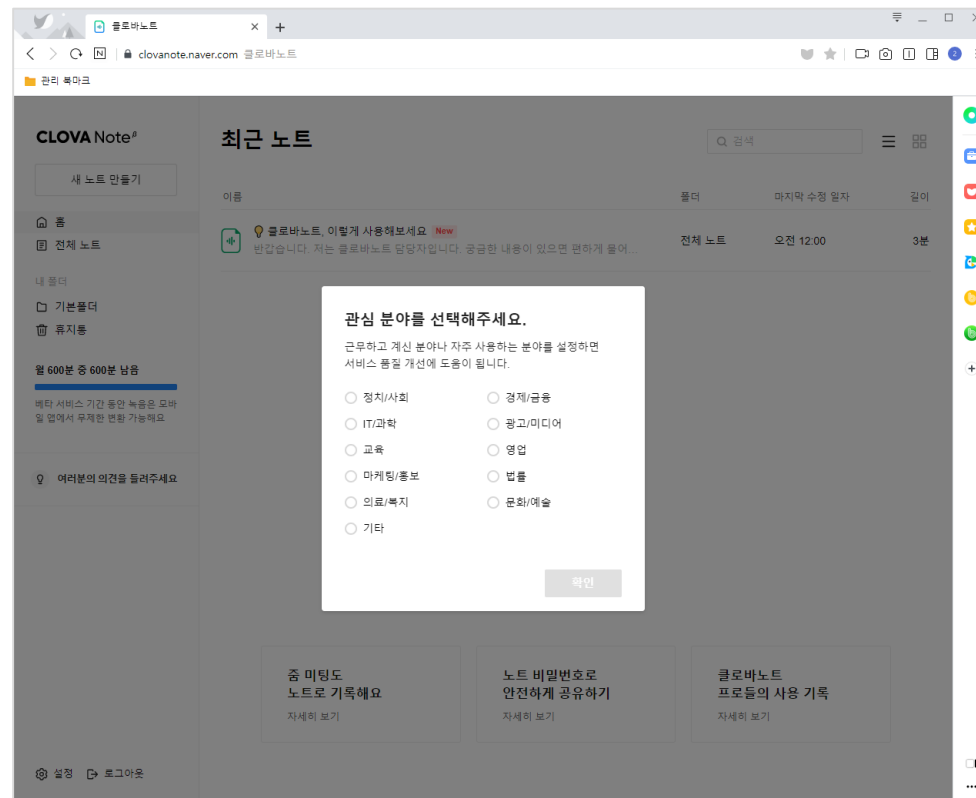 클로바노트
clovanote.naver.com 클로바노트
관리 북마크
CLOVA Note β
새 노트 만들기
홈
전체 노트
내 폴더
기본폴더
휴지통
월 600분 중 600분 남음
베타 서비스 기간 동안 녹음은 모바
일 앱에서 무제한 변환 가능해요
여러분의 의견을 들려주세요
설정 로그아웃
최근 노트
검색
이름 폴더 마지막 수정 일자 길이
클로바노트, 이렇게 사용해보세요 New
반갑습니다. 저는 클로바노트 담당자입니다. 궁금한 내용이 있으면 편하게 물어...
전체 노트 오전 12:00 3분
관심 분야를 선택해주세요.
근무하고 계신 분야나 자주 사용하는 분야를 설정하면
서비스 품질 개선에 도움이 됩니다.
정치/사회 경제/금융
IT/과학 광고/미디어
교육 영업
마케팅/홍보 법률
의료/복지 문화/예술
기타
확인
줌 미팅도
노트로 기록해요
자세히 보기
노트 비밀번호로
안전하게 공유하기
자세히 보기
클로바노트
프로들의 사용 기록
자세히 보기